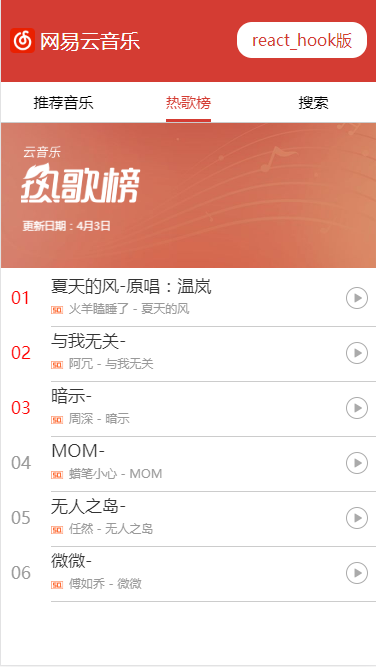 网易云音乐
react_hook版
推荐音乐 热歌榜 搜索
云音乐
热歌榜
更新日期：4月3日
01 夏天的风-原唱：温岚
SQ 火羊瞌睡了 - 夏天的风
02 与我无关-
SQ 阿冗 - 与我无关
03 暗示-
SQ 周深 - 暗示
04 MOM-
SQ 蜡笔小心 - MOM
05 无人之岛-
SQ 任然 - 无人之岛
06 微微-
SQ 傅如乔 - 微微